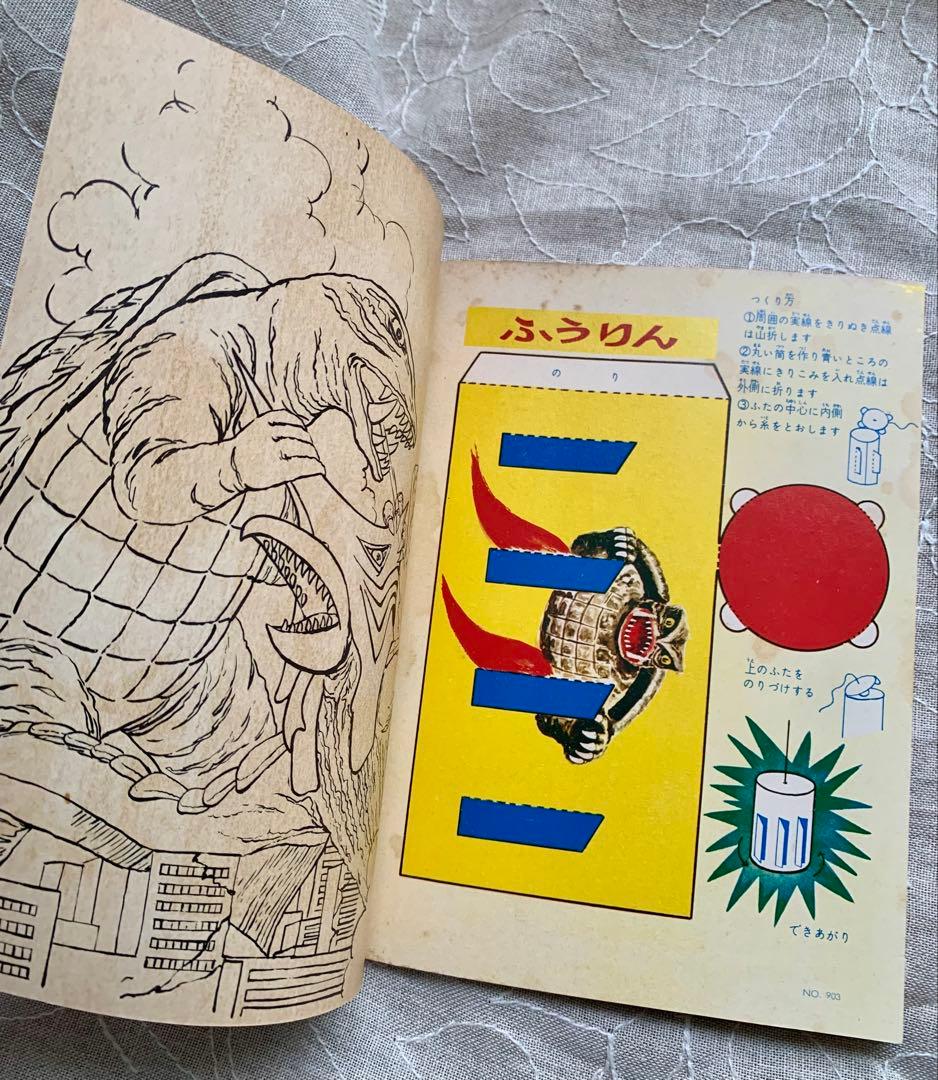 ふうりん
のり
つくり方
①周囲の実線をきりぬき点線
は山折します
②丸い筒を作り青いところの
実線にきりこみを入れ点線は
外側に折ります
③ふたの中心に内側
から糸をとおします
上のふたを
のりづけする
できあがり
NO. 903